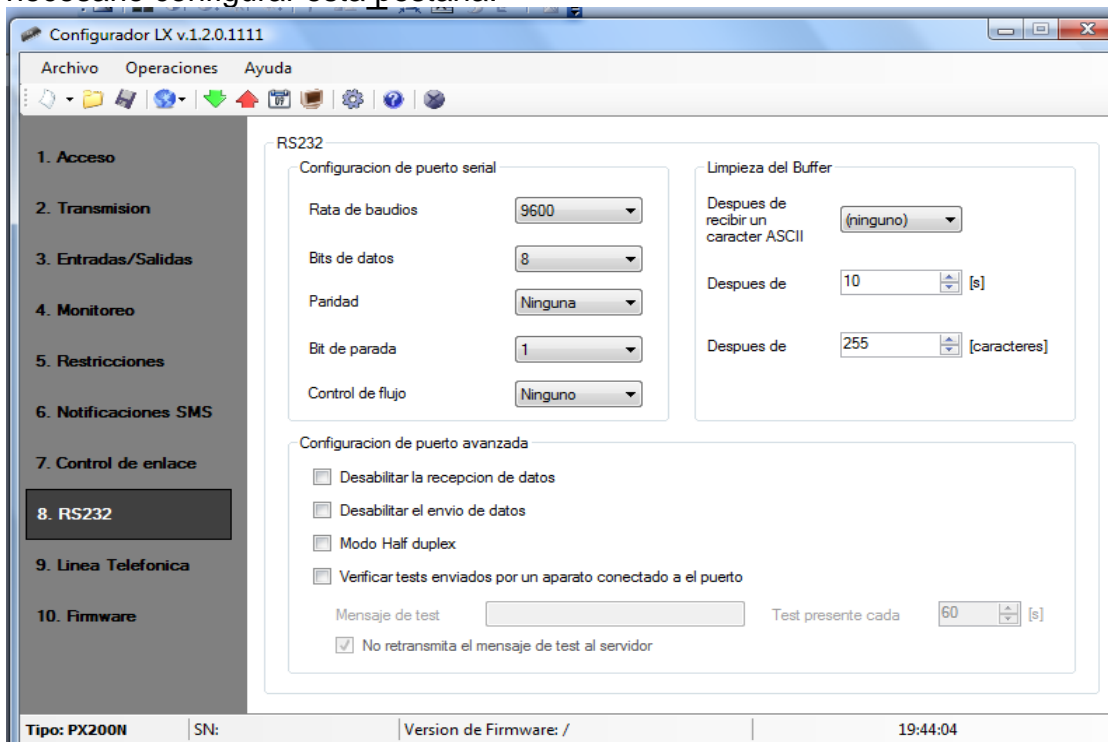 necesario configurar esta pestaña.
Configurador LX v.1.2.0.1111
Archivo Operaciones Ayuda
1. Acceso
2. Transmision
3. Entradas/Salidas
4. Monitoreo
5. Restricciones
6. Notificaciones SMS
7. Control de enlace
8. RS232
9. Linea Telefonica
10. Firmware
RS232
Configuracion de puerto serial
Rata de baudios 9600
Bits de datos 8
Paridad Ninguna
Bit de parada 1
Control de flujo Ninguno
Limpieza del Buffer
Despues de
recibir un
caracter ASCII
(ninguno)
Despues de 10 [s]
Despues de 255 [caracteres]
Configuracion de puerto avanzada
Desabilitar la recepcion de datos
Desabilitar el envio de datos
Modo Half duplex
Verificar tests enviados por un aparato conectado a el puerto
Mensaje de test Test presente cada 60 [s]
No retransmita el mensaje de test al servidor
Tipo: PX200N SN: Version de Firmware: / 19:44:04